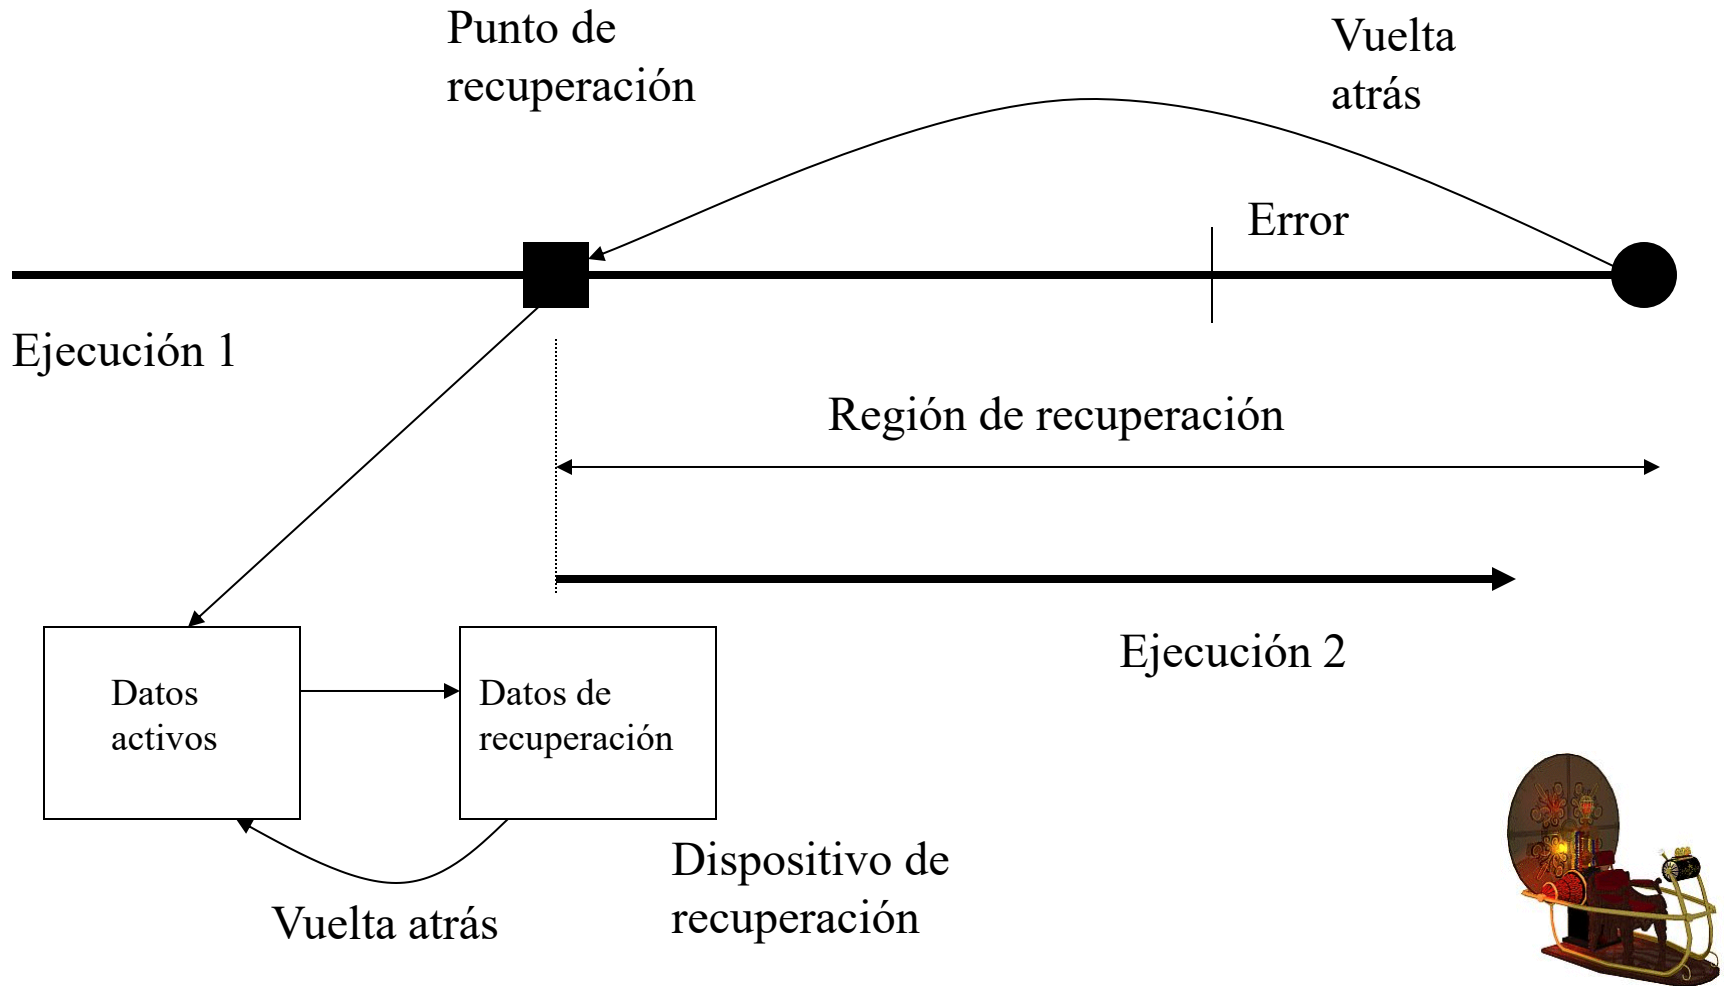 Punto de
recuperación
Vuelta
atrás
Error
Ejecución 1
Región de recuperación
Ejecución 2
Datos
activos
Datos de
recuperación
Dispositivo de
recuperación
Vuelta atrás